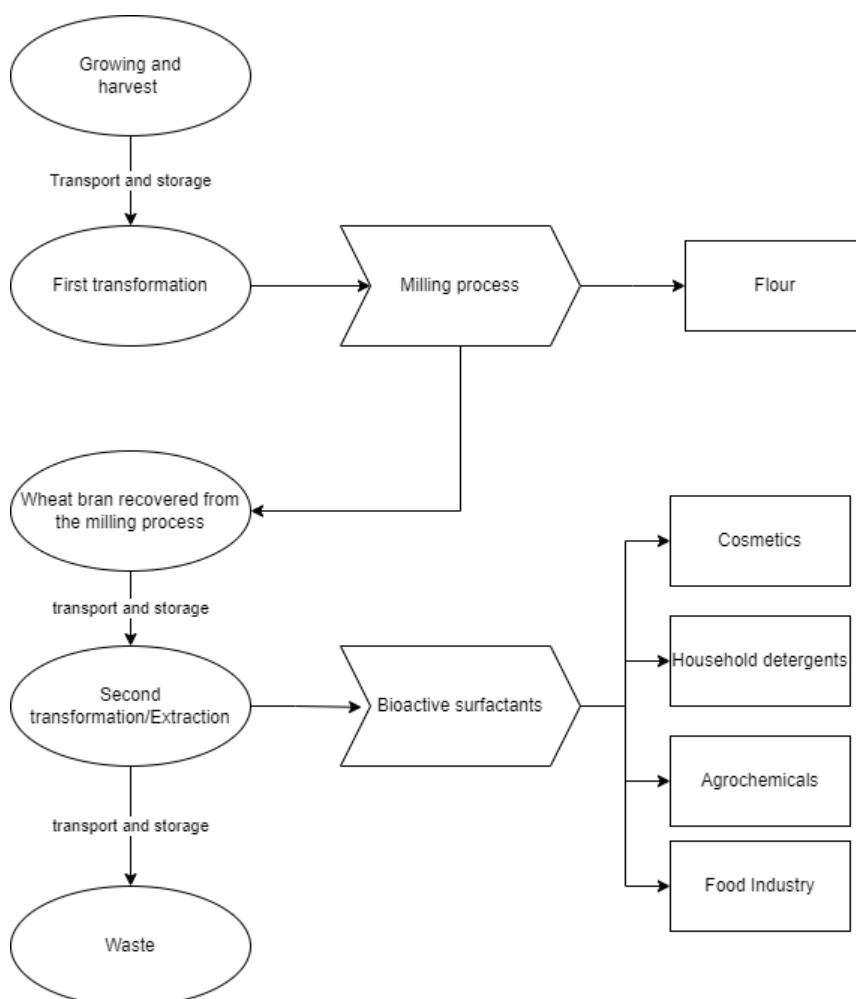 Growing and
harvest
Transport and storage
First transformation
Milling process
Flour
Wheat bran recovered from
the milling process
transport and storage
Second
transformation/Extraction
Bioactive surfactants
Cosmetics
Household detergents
Agrochemicals
Food Industry
transport and storage
Waste